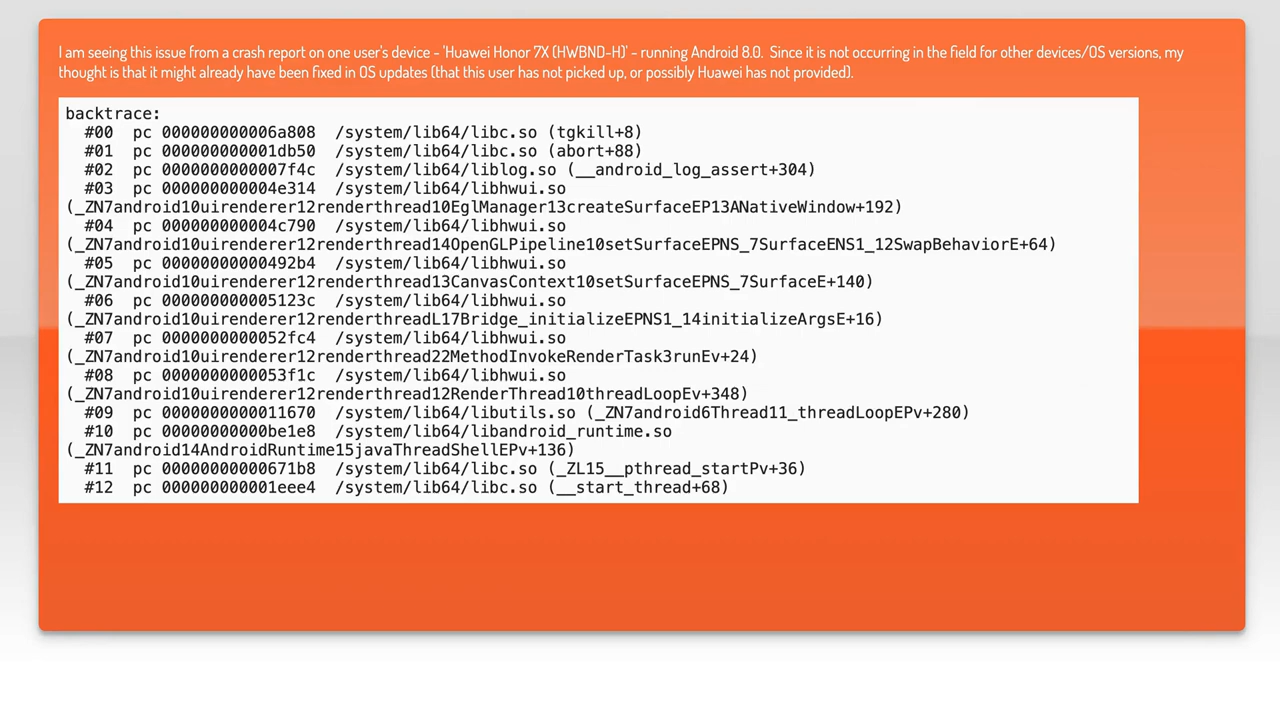 I am seeing this issue from a crash report on one user's device - 'Huawei Honor 7X (HWBND-H)' - running Android 8.0. Since it is not occurring in the field for other devices/OS versions, my
thought is that it might already have been fixed in OS updates (that this user has not picked up, or possibly Huawei has not provided).
backtrace:
  #00  pc 000000000006a808  /system/lib64/libc.so (tgkill+8)
  #01  pc 000000000001db50  /system/lib64/libc.so (abort+88)
  #02  pc 0000000000007f4c  /system/lib64/liblog.so (__android_log_assert+304)
  #03  pc 000000000004e314  /system/lib64/libhwui.so
(_ZN7android10uirenderer12renderthread10EglManager13createSurfaceEP13ANativeWindow+192)
  #04  pc 000000000004c790  /system/lib64/libhwui.so
(_ZN7android10uirenderer12renderthread14OpenGLPipeline10setSurfaceEPNS_7SurfaceENS1_12SwapBehaviorE+64)
  #05  pc 00000000000492b4  /system/lib64/libhwui.so
(_ZN7android10uirenderer12renderthread13CanvasContext10setSurfaceEPNS_7SurfaceE+140)
  #06  pc 000000000005123c  /system/lib64/libhwui.so
(_ZN7android10uirenderer12renderthreadL17Bridge_initializeEPNS1_14initializeArgsE+16)
  #07  pc 0000000000052fc4  /system/lib64/libhwui.so
(_ZN7android10uirenderer12renderthread22MethodInvokeRenderTask3runEv+24)
  #08  pc 0000000000053f1c  /system/lib64/libhwui.so
(_ZN7android10uirenderer12renderthread12RenderThread10threadLoopEv+348)
  #09  pc 0000000000011670  /system/lib64/libutils.so (_ZN7android6Thread11_threadLoopEPv+280)
  #10  pc 00000000000be1e8  /system/lib64/libandroid_runtime.so
(_ZN7android14AndroidRuntime15javaThreadShellEPv+136)
  #11  pc 00000000000671b8  /system/lib64/libc.so (_ZL15__pthread_startPv+36)
  #12  pc 000000000001eee4  /system/lib64/libc.so (__start_thread+68)